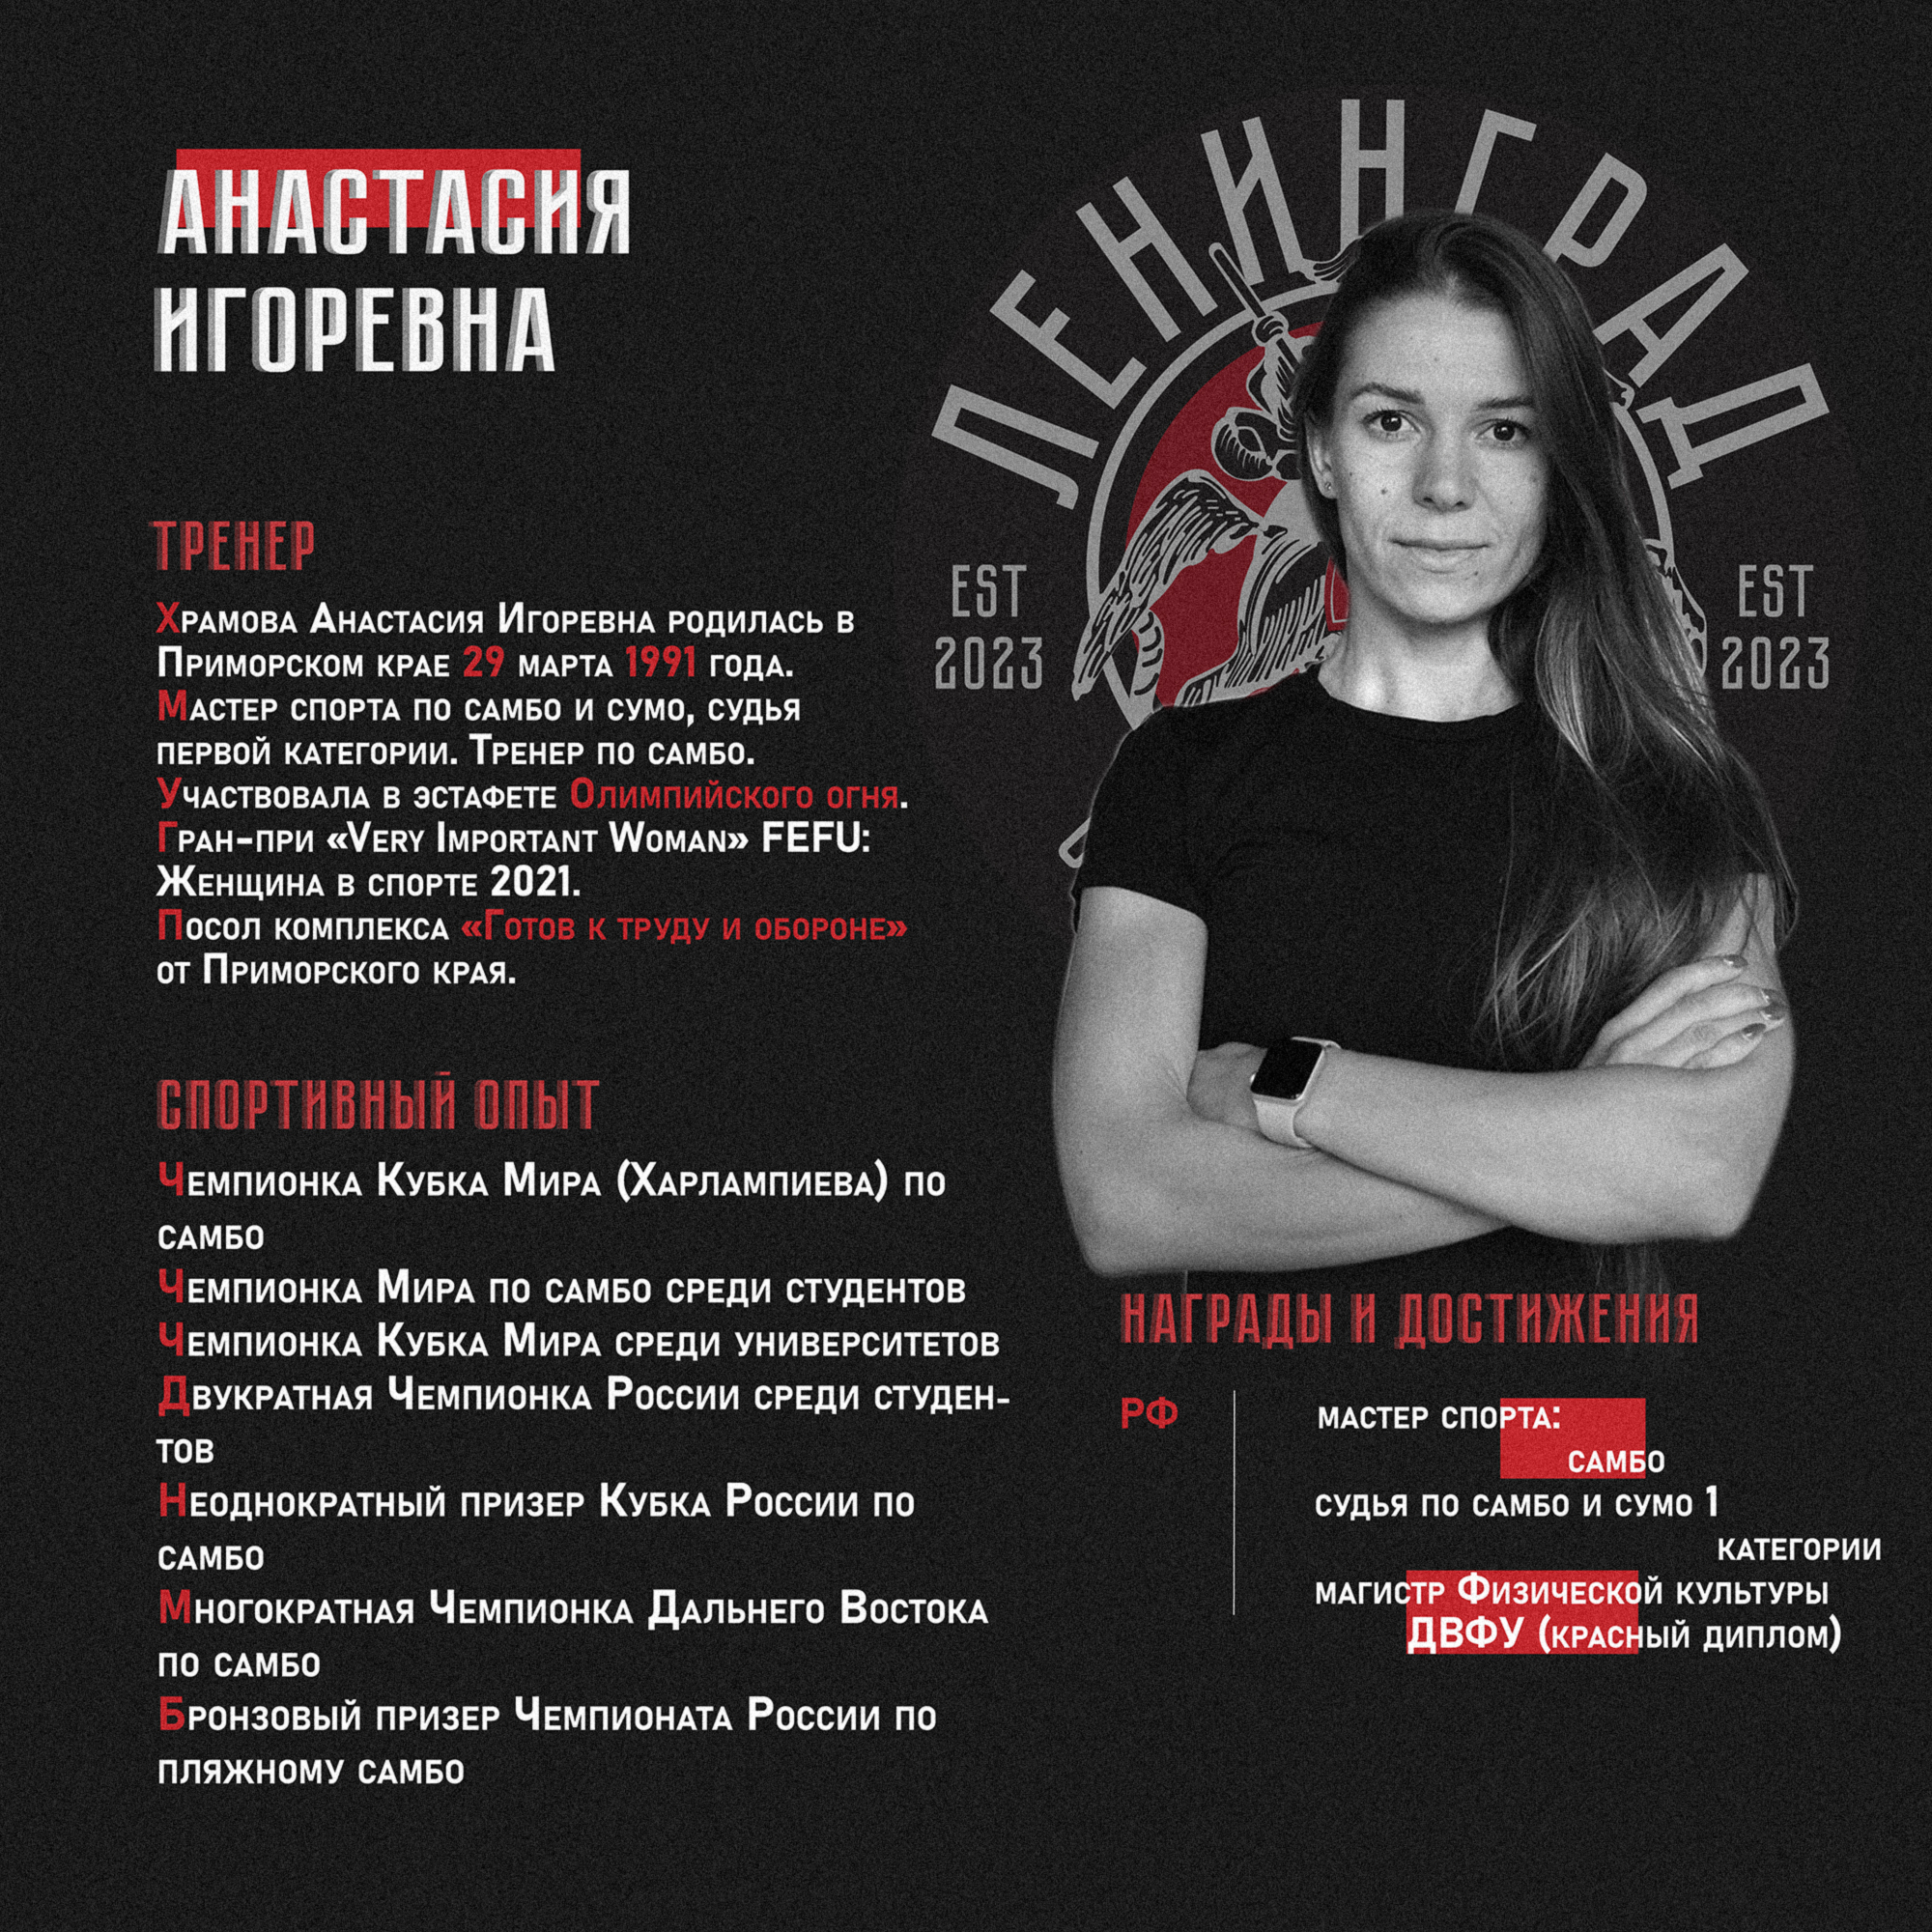 АНАСТАСИЯ
ИГОРЕВНА
ЛЕНИНГРАД
EST
2023
EST
2023
ТРЕНЕР
Храмова Анастасия Игоревна родилась в
Приморском крае 29 марта 1991 года.
Мастер спорта по самбо и сумо, судья
первой категории. Тренер по самбо.
Участвовала в эстафете Олимпийского огня.
Гран-при «Very Important Woman» FEFU:
Женщина в спорте 2021.
Посол комплекса «Готов к труду и обороне»
от Приморского края.
СПОРТИВНЫЙ ОПЫТ
Чемпионка Кубка Мира (Харлампиева) по
самбо
Чемпионка Мира по самбо среди студентов
Чемпионка Кубка Мира среди университетов
Двукратная Чемпионка России среди студен-
тов
Неоднократный призер Кубка России по
самбо
Многократная Чемпионка Дальнего Востока
по самбо
Бронзовый призер Чемпионата России по
пляжному самбо
НАГРАДЫ И ДОСТИЖЕНИЯ
РФ
мастер спорта:
самбо
судья по самбо и сумо 1
категории
магистр Физической культуры
ДВФУ (красный диплом)